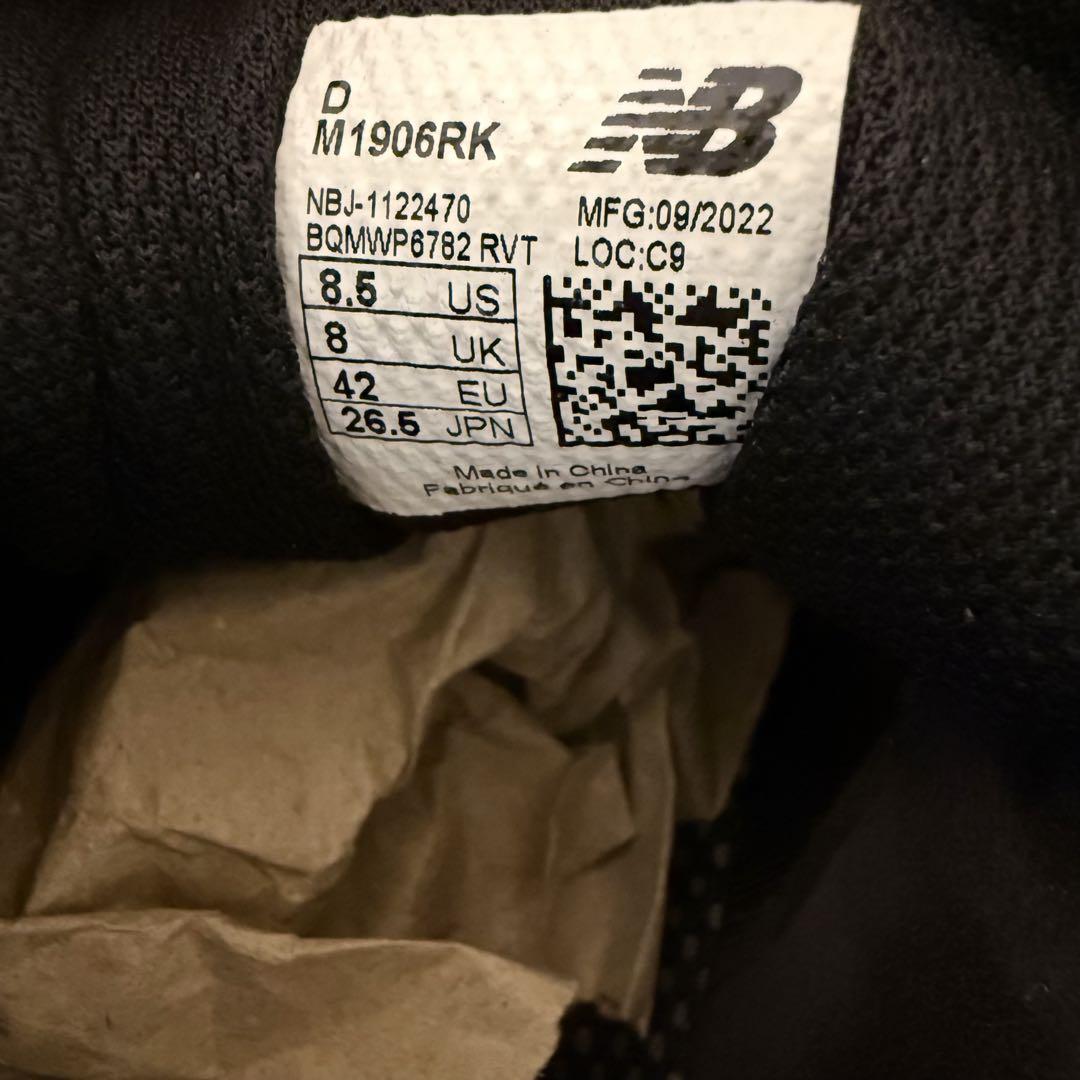 D
M1906RK
NB
NBJ-1122470
BQMWP6782 RVT
MFG:09/2022
LOC:C9
8.5 US
8 UK
42 EU
26.5 JPN
Made in China
Fabriqué en Chine